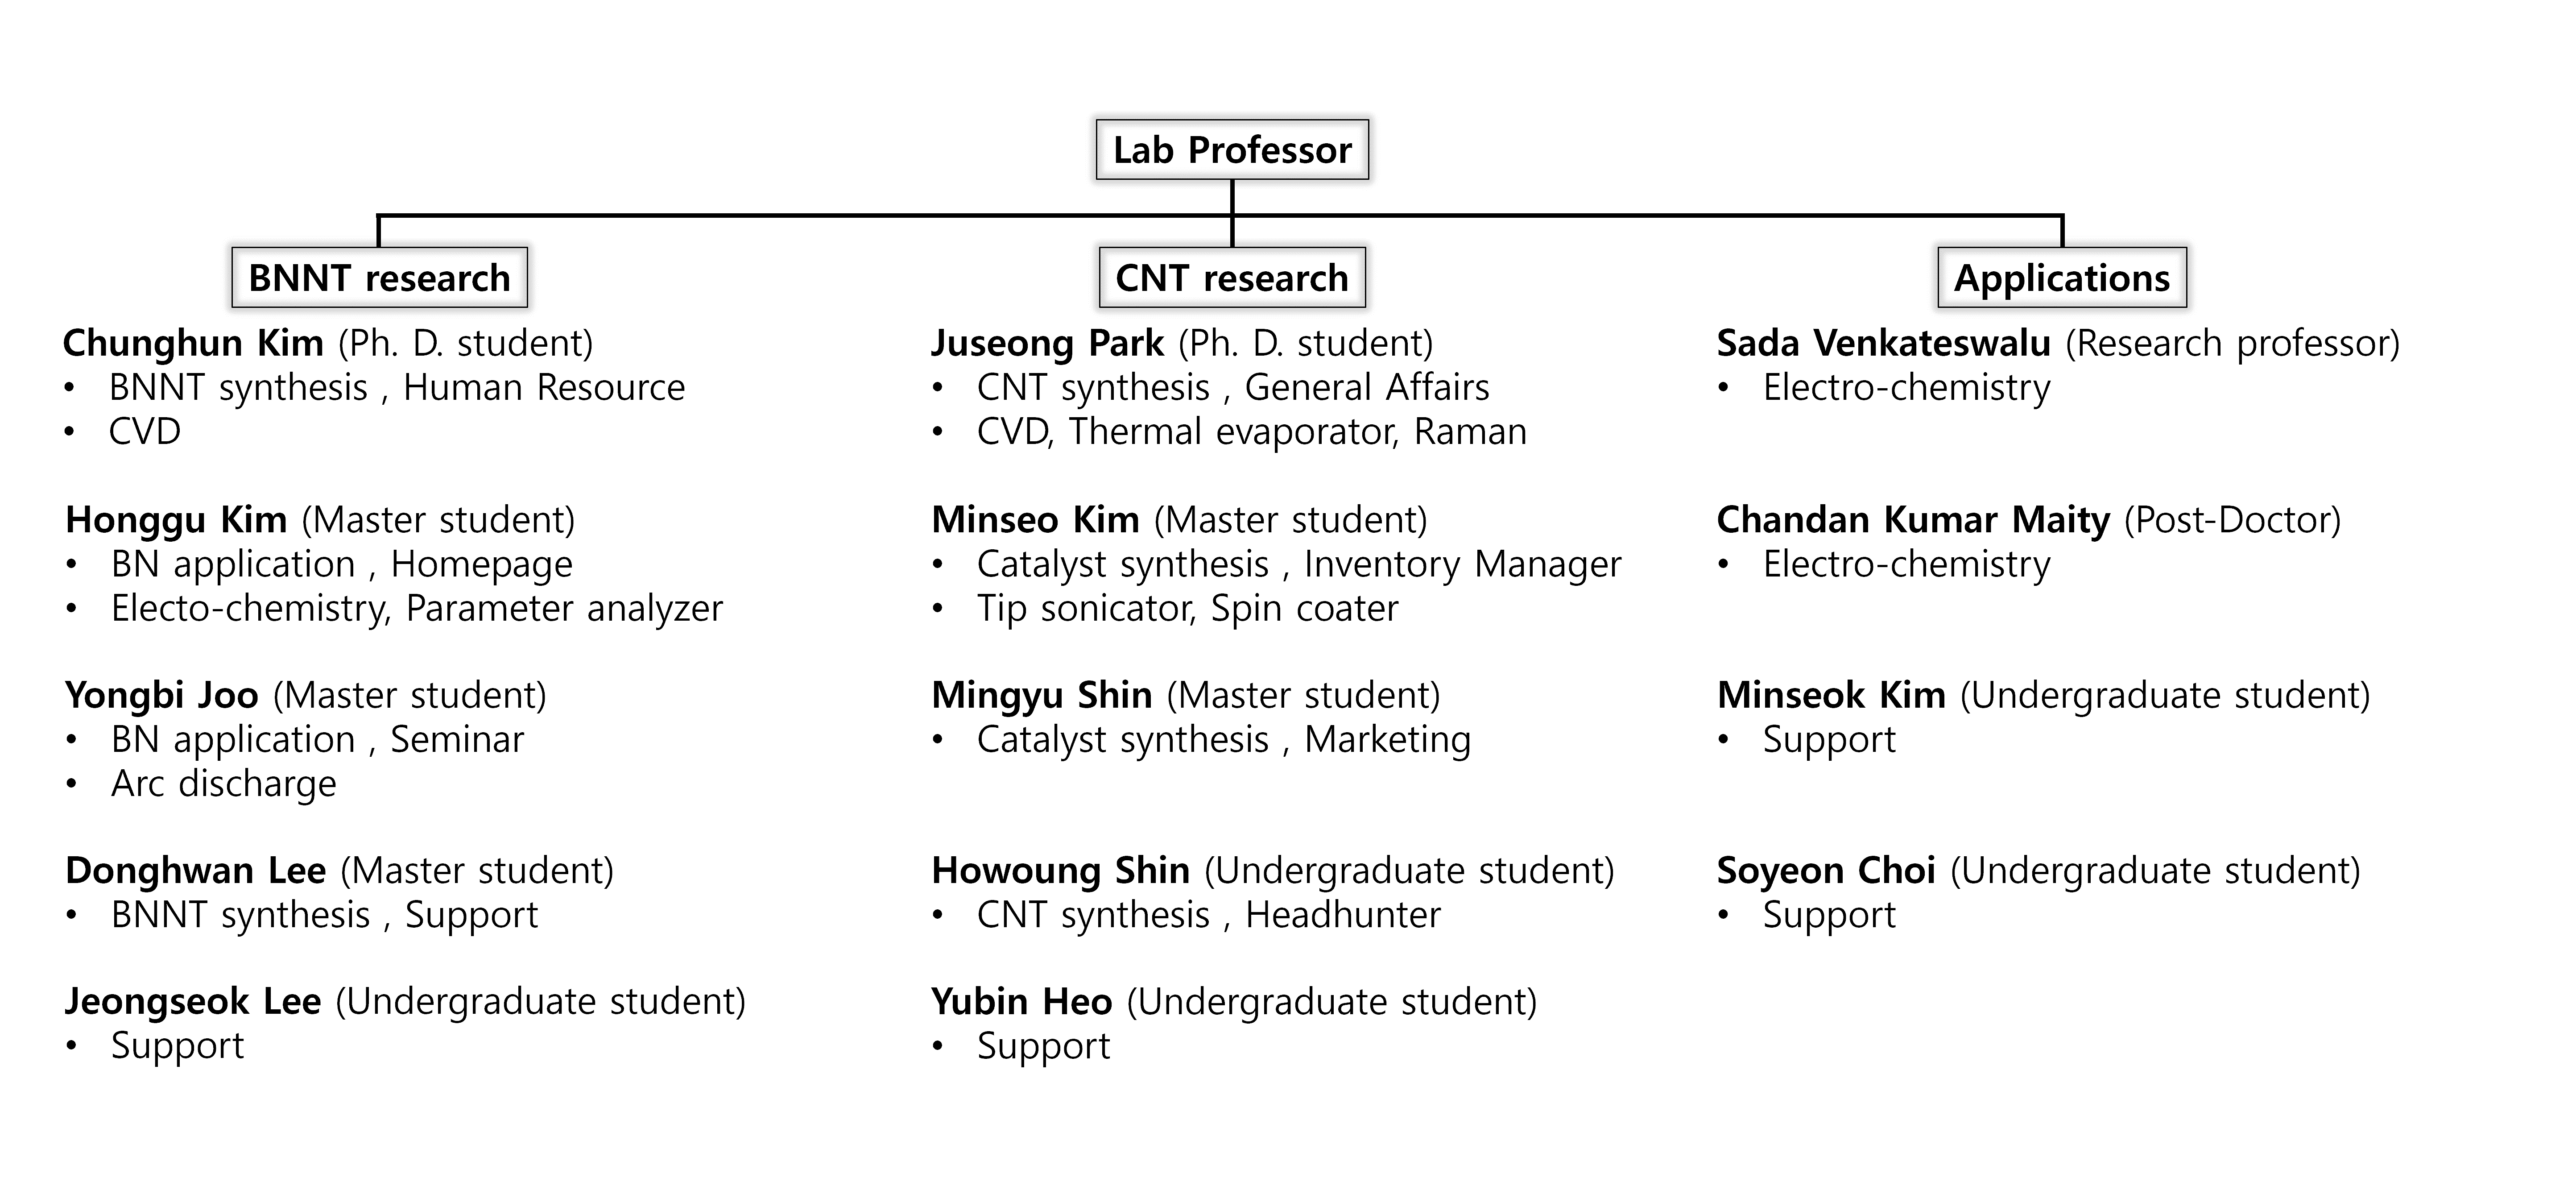 Lab Professor
BNNT research
Chunghun Kim (Ph. D. student)
• BNNT synthesis , Human Resource
• CVD
Honggu Kim (Master student)
• BN application , Homepage
• Electo-chemistry, Parameter analyzer
Yongbi Joo (Master student)
• BN application , Seminar
• Arc discharge
Donghwan Lee (Master student)
• BNNT synthesis , Support
Jeongseok Lee (Undergraduate student)
• Support
CNT research
Juseong Park (Ph. D. student)
• CNT synthesis , General Affairs
• CVD, Thermal evaporator, Raman
Minseo Kim (Master student)
• Catalyst synthesis , Inventory Manager
• Tip sonicator, Spin coater
Mingyu Shin (Master student)
• Catalyst synthesis , Marketing
Howoung Shin (Undergraduate student)
• CNT synthesis , Headhunter
Yubin Heo (Undergraduate student)
• Support
Applications
Sada Venkateswalu (Research professor)
• Electro-chemistry
Chandan Kumar Maity (Post-Doctor)
• Electro-chemistry
Minseok Kim (Undergraduate student)
• Support
Soyeon Choi (Undergraduate student)
• Support